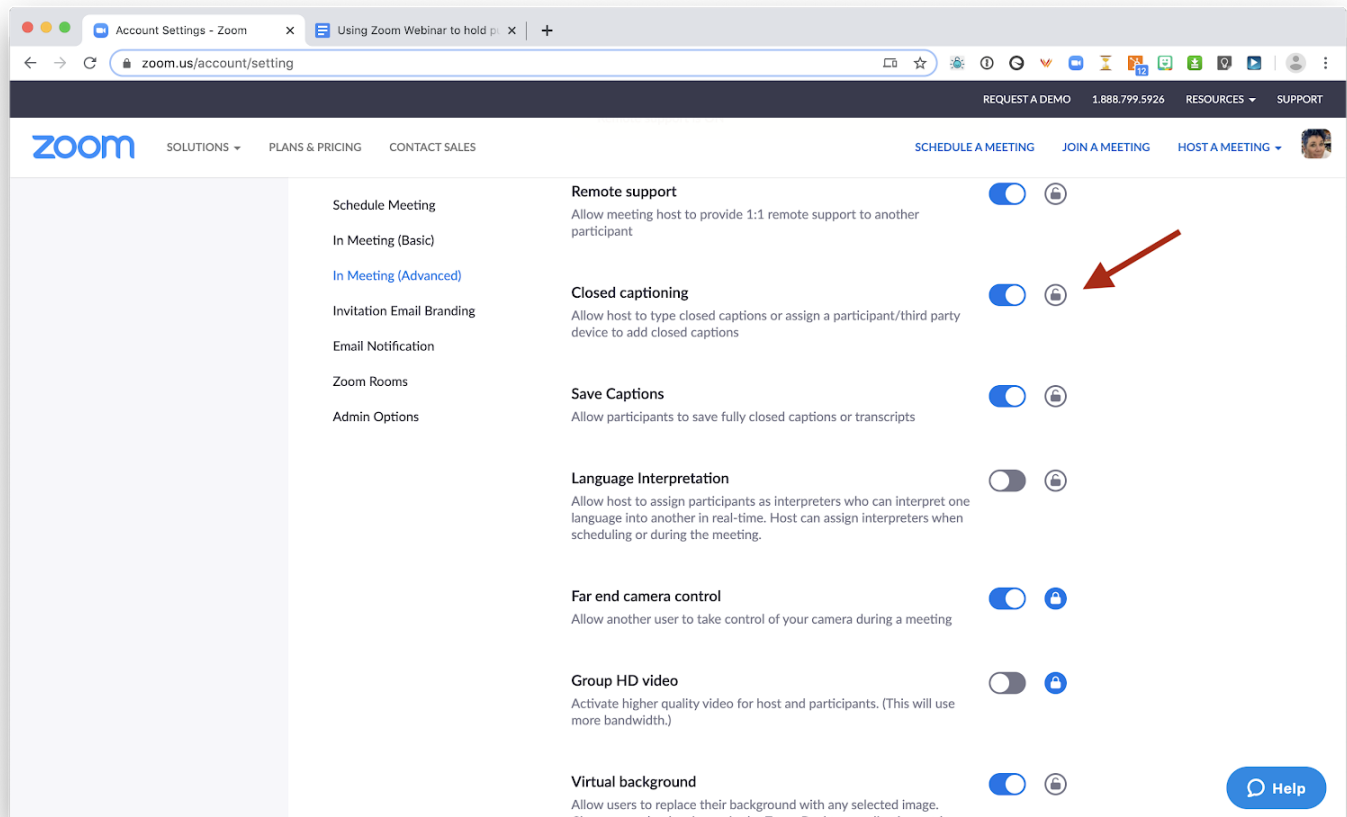 Account Settings - Zoom
Using Zoom Webinar to hold p
zoom.us/account/setting
12
REQUEST A DEMO 1.888.799.5926 RESOURCES SUPPORT
zoom SOLUTIONS PLANS & PRICING CONTACT SALES SCHEDULE A MEETING JOIN A MEETING HOST A MEETING
Schedule Meeting
In Meeting (Basic)
In Meeting (Advanced)
Invitation Email Branding
Email Notification
Zoom Rooms
Admin Options
Remote support
Allow meeting host to provide 1:1 remote support to another
participant
Closed captioning
Allow host to type closed captions or assign a participant/third party
device to add closed captions
Save Captions
Allow participants to save fully closed captions or transcripts
Language Interpretation
Allow host to assign participants as interpreters who can interpret one
language into another in real-time. Host can assign interpreters when
scheduling or during the meeting.
Far end camera control
Allow another user to take control of your camera during a meeting
Group HD video
Activate higher quality video for host and participants. (This will use
more bandwidth.)
Virtual background
Allow users to replace their background with any selected image.
Help